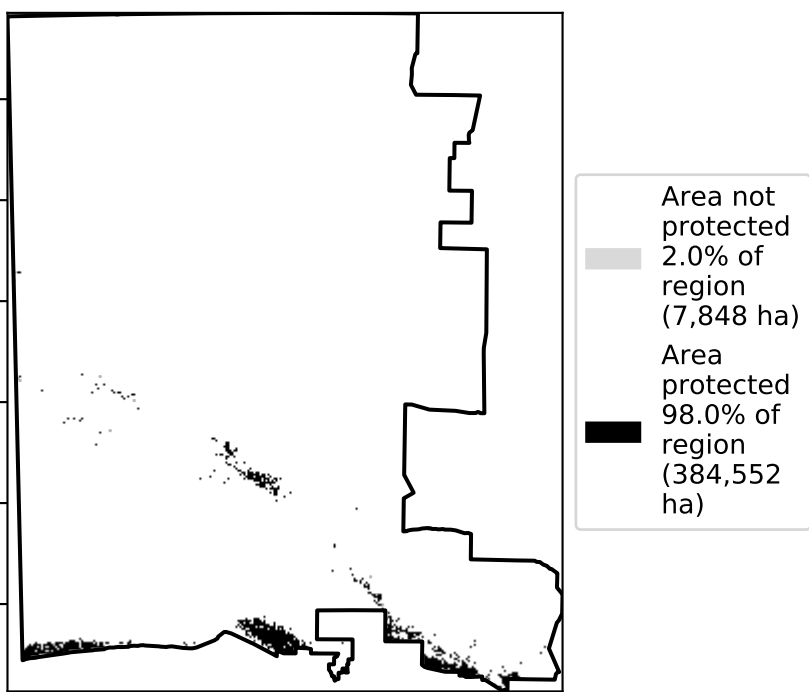 Area not
protected
2.0% of
region
(7,848 ha)
Area
protected
98.0% of
region
(384,552
ha)